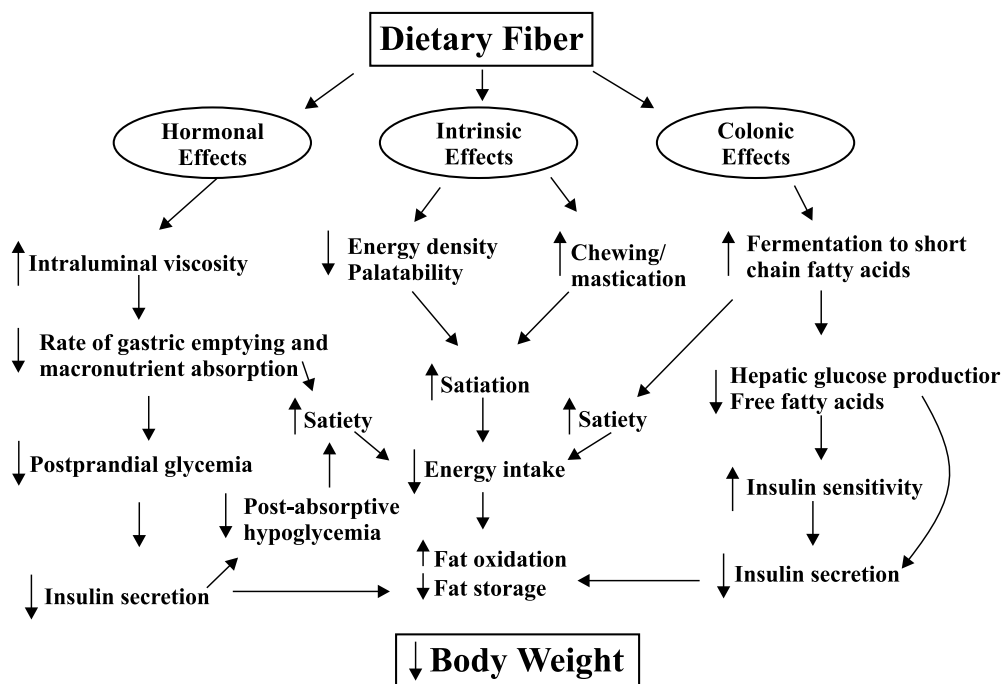 Dietary Fiber
Hormonal
Effects
Intrinsic
Effects
Colonic
Effects
Intraluminal viscosity
Energy density
Palatability
Chewing/
mastication
Fermentation to short
chain fatty acids
Rate of gastric emptying and
macronutrient absorption
Satiety
Satiation
Satiety
Hepatic glucose production
Free fatty acids
Postprandial glycemia
Post-absorptive
hypoglycemia
Energy intake
Insulin sensitivity
Insulin secretion
Fat oxidation
Fat storage
Insulin secretion
Body Weight